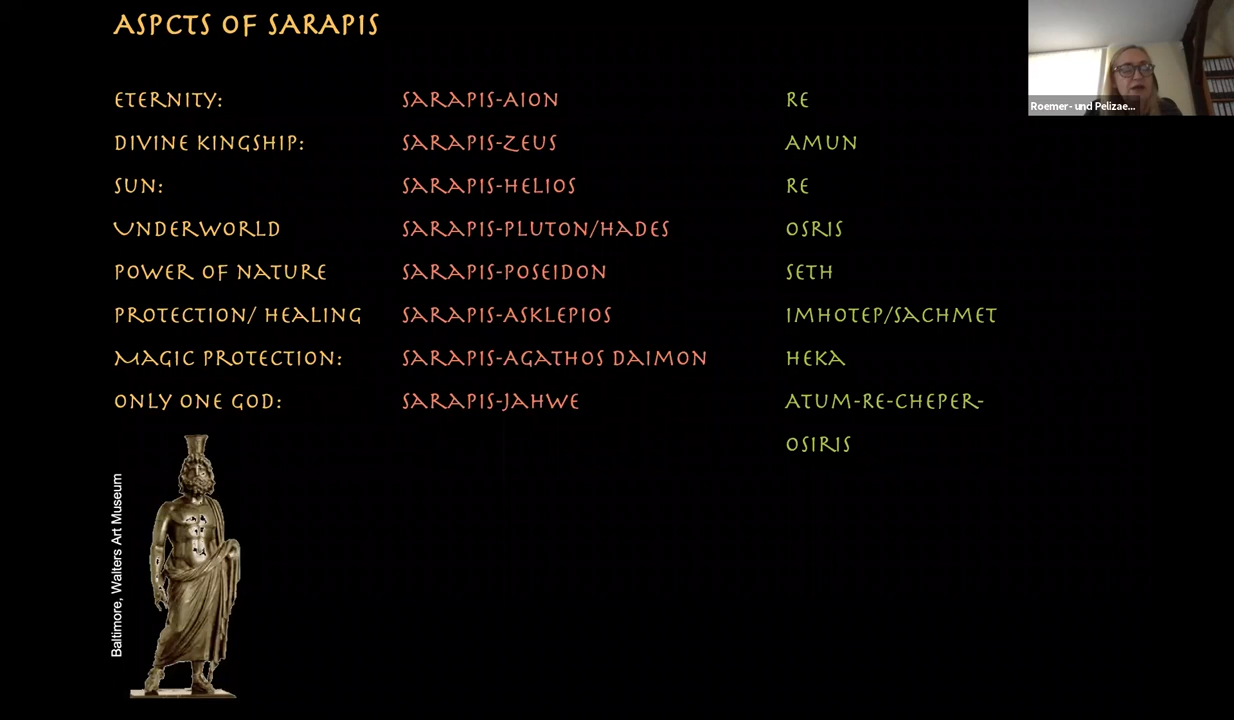 ASPCTS OF SARAPIS
Roemer- und Pelizae...
ETERNITY: SARAPIS-AION RE
DIVINE KINGSHIP: SARAPIS-ZEUS AMUN
SUN: SARAPIS-HELIOS RE
UNDERWORLD SARAPIS-PLUTON/HADES OSRIS
POWER OF NATURE SARAPIS-POSEIDON SETH
PROTECTION/ HEALING SARAPIS-ASKLEPIOS IMHOTEP/SACHMET
MAGIC PROTECTION: SARAPIS-AGATHOS DAIMON HEKA
ONLY ONE GOD: SARAPIS-JAHWE ATUM-RE-CHEPER-
OSIRIS
Baltimore, Walters Art Museum